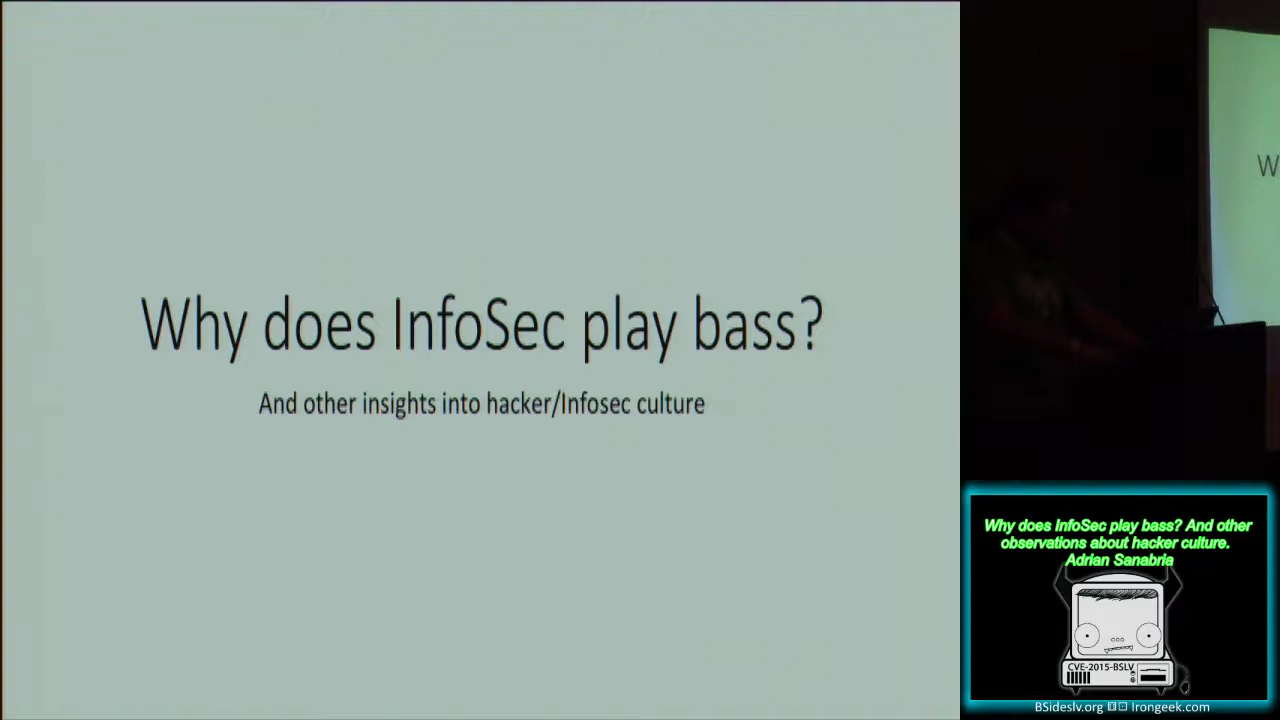 Why does InfoSec play bass?
And other insights into hacker/Infosec culture
W
Why does InfoSec play bass? And other
observations about hacker culture.
Adrian Sanabria
CVE-2015-BSLV
BSideslv.org Irongeek.com